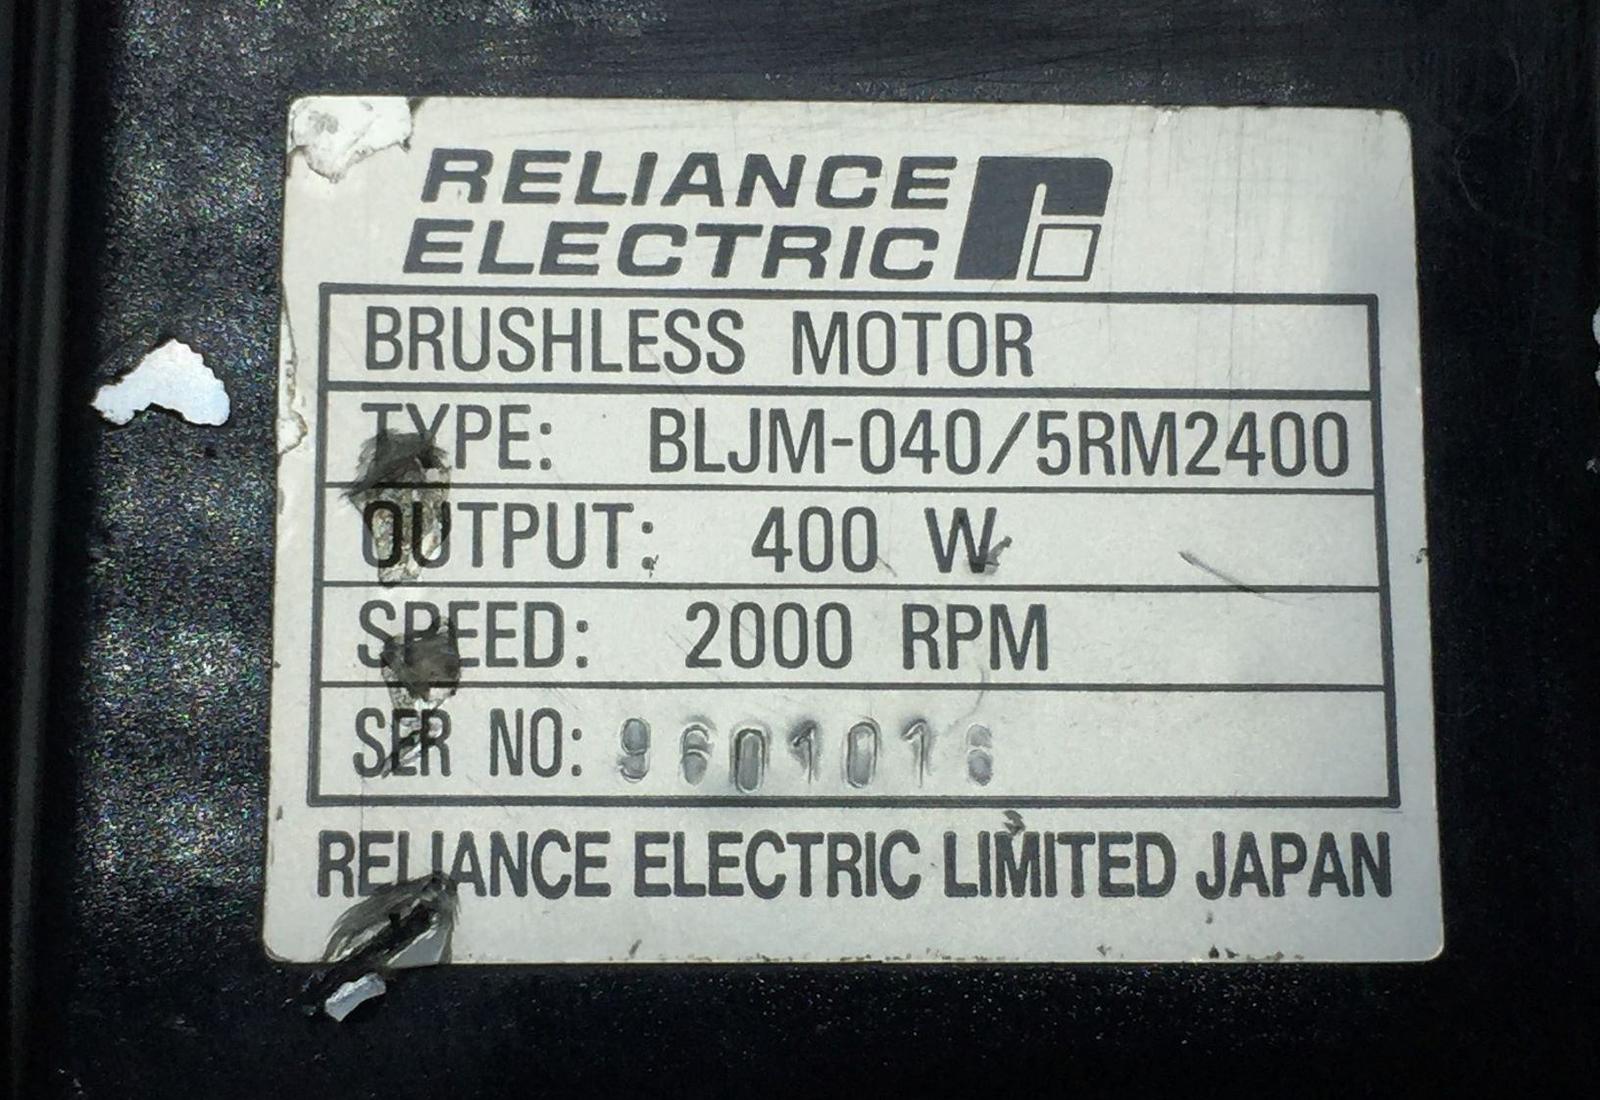 RELIANCE
ELECTRIC
BRUSHLESS MOTOR
TYPE: BLJM-040/5RM2400
OUTPUT: 400 W
SPEED: 2000 RPM
SER NO: 9601016
RELIANCE ELECTRIC LIMITED JAPAN